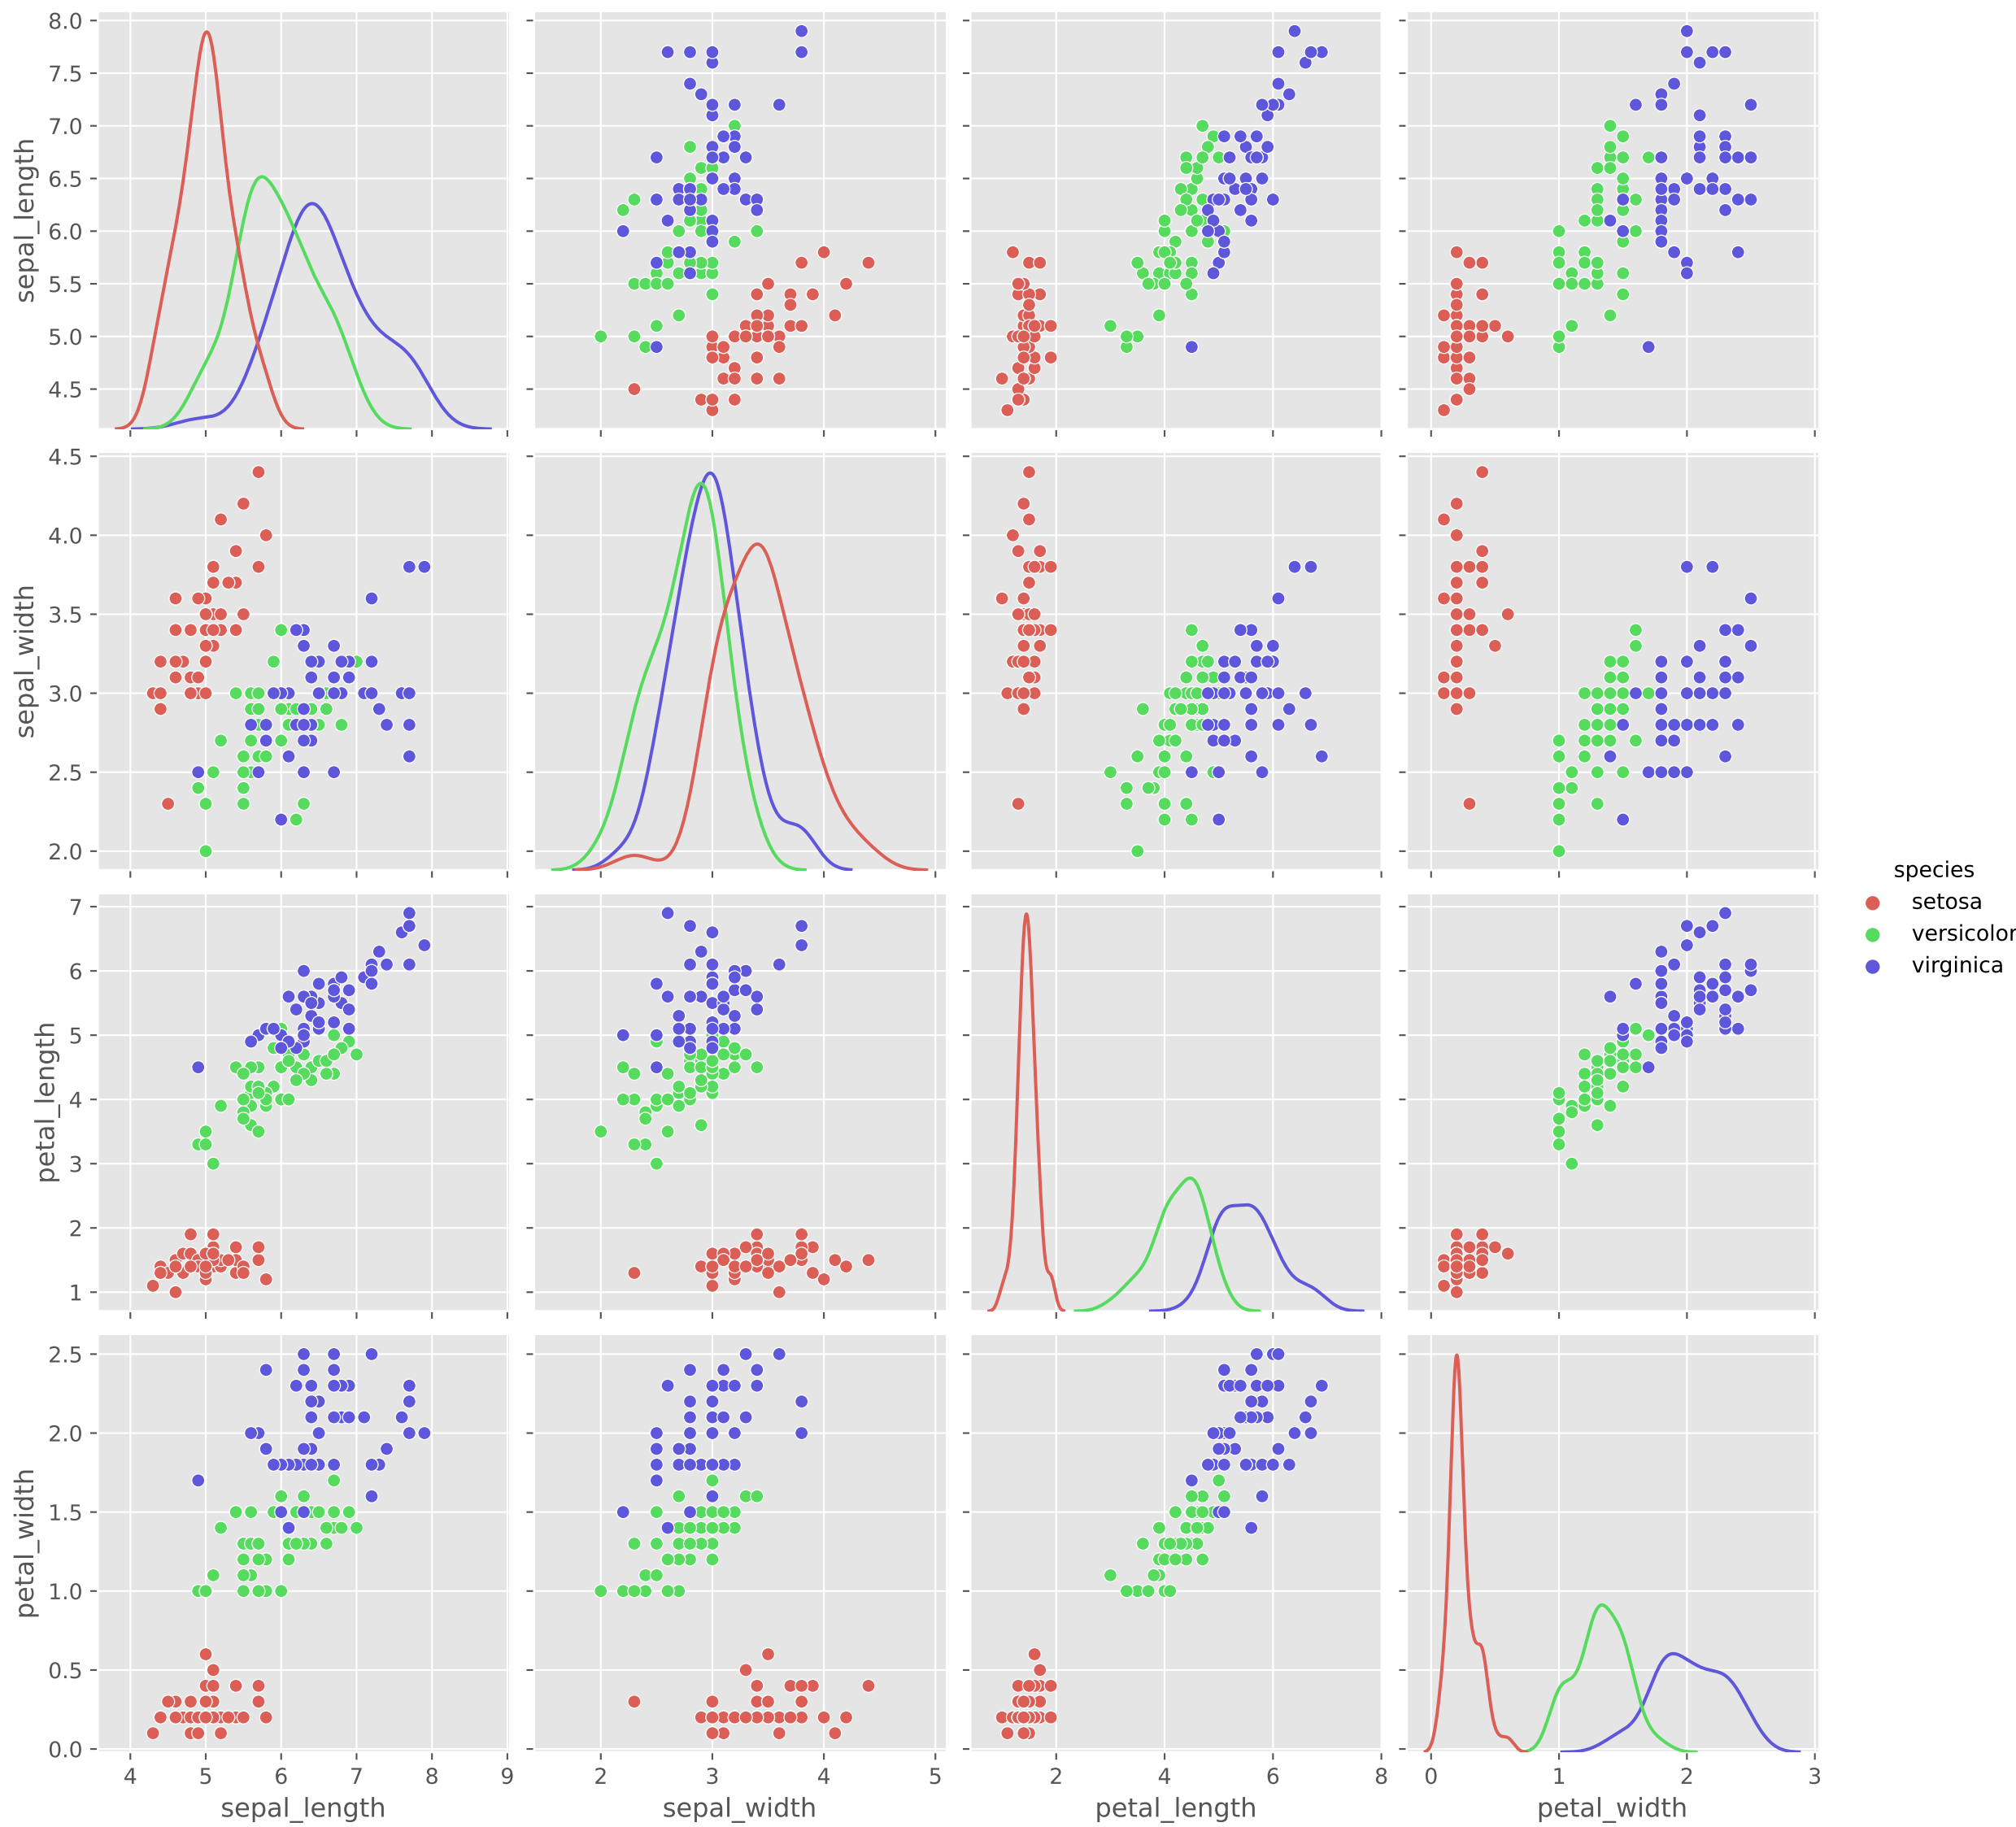 8.0
7.5
7.0
6.5
6.0
5.5
5.0
4.5
sepal_length
4.5
4.0
3.5
3.0
2.5
2.0
sepal_width
7
6
5
4
3
2
1
petal_length
2.5
2.0
1.5
1.0
0.5
0.0
petal_width
4 5 6 7 8 9
sepal_length
2 3 4 5
sepal_width
2 4 6 8
petal_length
0 1 2 3
petal_width
species
setosa
versicolor
virginica